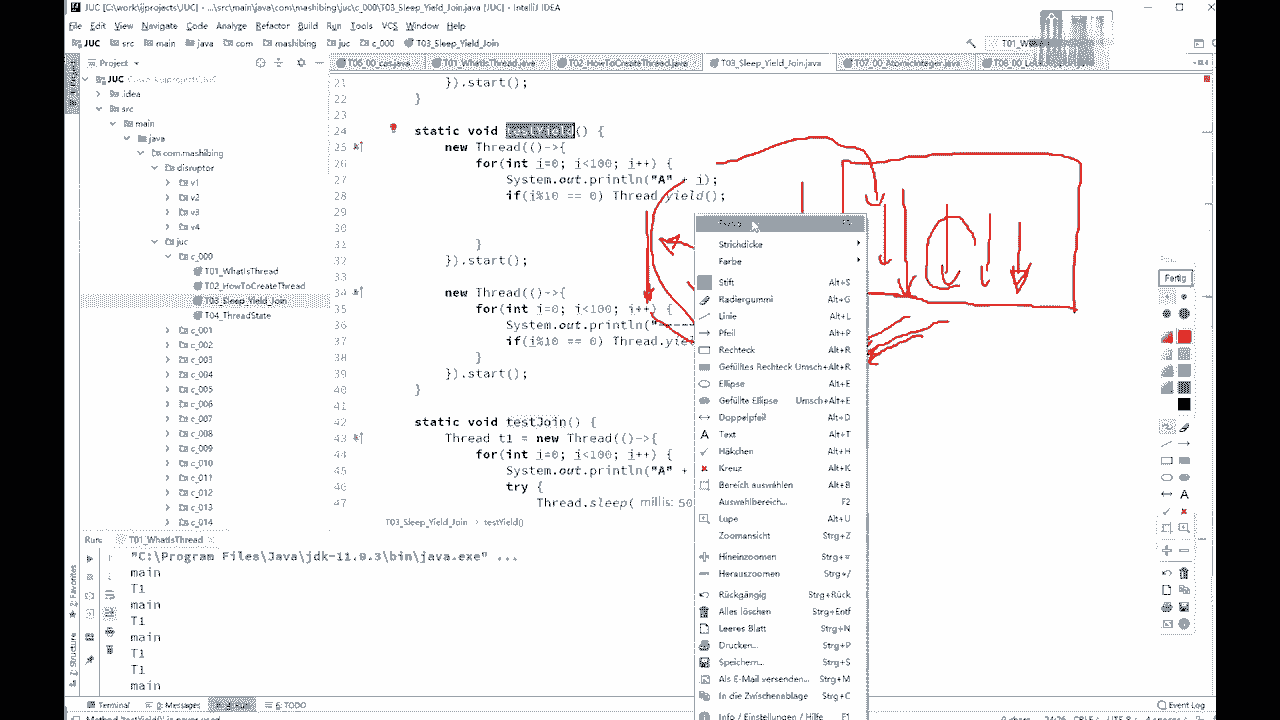 JUC [C:\work\ijprojects\JUC] - ...\src\main\java\com\mashibing\juc\c_000\T03_Sleep_Yield_Join.java [JUC] - IntelliJ IDEA
File Edit View Navigate Code Analyze Refactor Build Run Tools VCS Window Help
JUC src main java com mashibing juc c_000 T03_Sleep_Yield_Join
Project
T01_WhatIsThread.java T02_HowToCreateThread.java T03_Sleep_Yield_Join.java T07_00_AtomicInteger.java
JUC
.idea
src
main
java
com.mashibing
disruptor
v1
v2
v3
v4
juc
c_000
T01_WhatIsThread
T02_HowToCreateThread
T03_Sleep_Yield_Join
T04_ThreadState
c_001
c_002
c_003
c_004
c_005
c_006
c_007
c_008
c_009
c_010
c_011
c_012
c_013
c_014
21 }).start();
22 }
23
24 static void testYield() {
25 new Thread(()->{
26 for(int i=0; i<100; i++) {
27 System.out.println("A" + i);
28 if(i%10 == 0) Thread.yield();
29
30
31 }
32 }).start();
33
34 new Thread(()->{
35 for(int i=0; i<100; i++) {
36 System.out.println("------
37 if(i%10 == 0) Thread.yiel
38 }
39 }).start();
40 }
41
42 static void testJoin() {
43 Thread t1 = new Thread(()->{
44 for(int i=0; i<100; i++) {
45 System.out.println("A" +
46 try {
47 Thread.sleep( millis: 50
T03_Sleep_Yield_Join › testYield()
Fertig
Strichdicke
Farbe
Stift Alt+S
Radiergummi Alt+G
Linie Alt+L
Pfeil Alt+P
Rechteck Alt+R
Gefülltes Rechteck Umsch+Alt+R
Ellipse Alt+E
Gefüllte Ellipse Umsch+Alt+E
Doppelpfeil Alt+D
Text Alt+T
Häkchen Alt+H
Kreuz Alt+K
Bereich auswählen Alt+B
Auswahlbereich... F2
Lupe Alt+U
Zoomansicht Strg+Z
Hineinzoomen Strg+=
Herauszoomen Strg+/
Rückgängig Strg+Rück
Alles löschen Strg+Entf
Leeres Blatt Strg+N
Drucken... Strg+P
Speichern... Strg+S
Als E-Mail versenden... Strg+M
In die Zwischenablage Strg+C
Info / Einstellungen / Hilfe F1
Fertig
A
Run: T01_WhatIsThread
"C:\Program Files\Java\jdk-11.0.3\bin\java.exe" ...
main
T1
main
T1
main
T1
T1
main
2: Favorites
Z: Structure
Terminal 0: Messages 6: TODO Event Log
Method 'testYield()' is never used